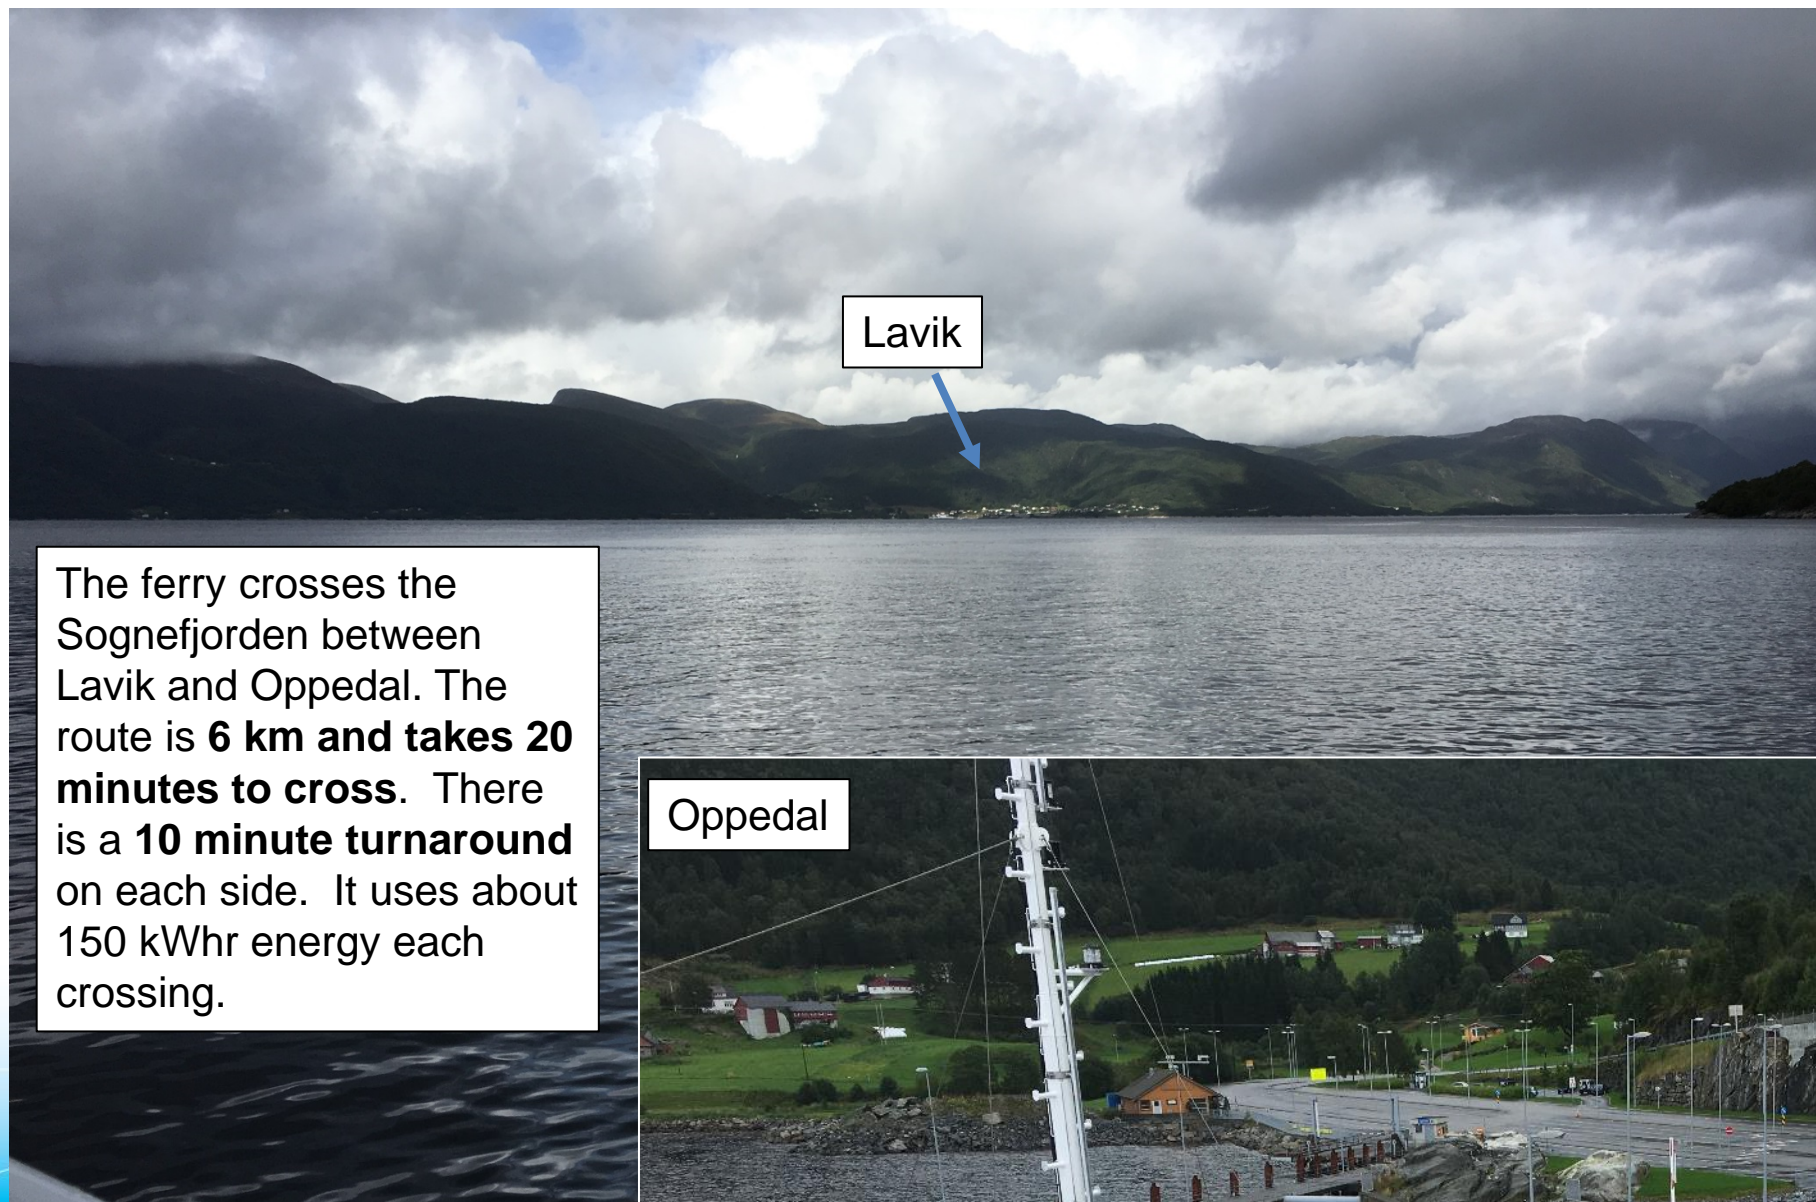 Lavik
The ferry crosses the
Sognefjorden between
Lavik and Oppedal. The
route is 6 km and takes 20
minutes to cross.  There
is a 10 minute turnaround
on each side.  It uses about
150 kWhr energy each
crossing.
Oppedal